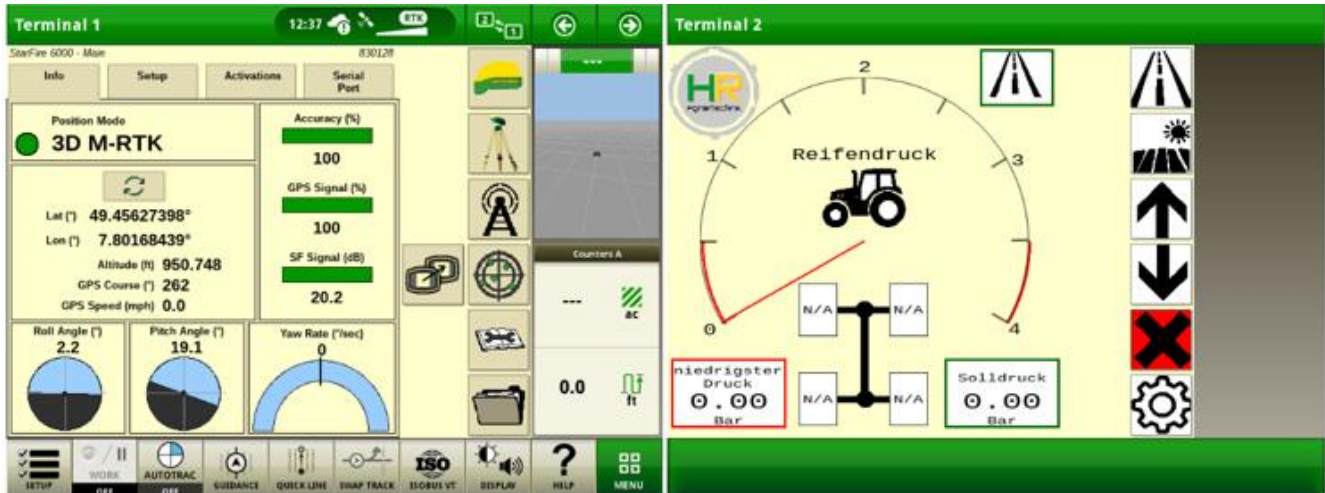 Terminal 1
12:37
RTK
2
1
StarFire 6000 - Main
830128
Info
Setup
Activations
Serial
Port
Position Mode
3D M-RTK
Lat (°) 49.45627398°
Lon (°) 7.80168439°
Altitude (ft) 950.748
GPS Course (°) 262
GPS Speed (mph) 0.0
Accuracy (%)
100
GPS Signal (%)
100
SF Signal (dB)
20.2
Roll Angle (°)
2.2
Pitch Angle (°)
19.1
Yaw Rate (°/sec)
0
---
Counters A
---
ac
0.0
ft
SETUP
WORK
OFF
AUTOTRAC
OFF
GUIDANCE
QUICK LINE
SWAP TRACK
ISO
ISOBUS VT
DISPLAY
?
HELP
MENU
Terminal 2
HR
Agrartechnik
0
1
2
3
4
Reifendruck
N/A
N/A
N/A
N/A
niedrigster
Druck
0.00
Bar
Solldruck
0.00
Bar